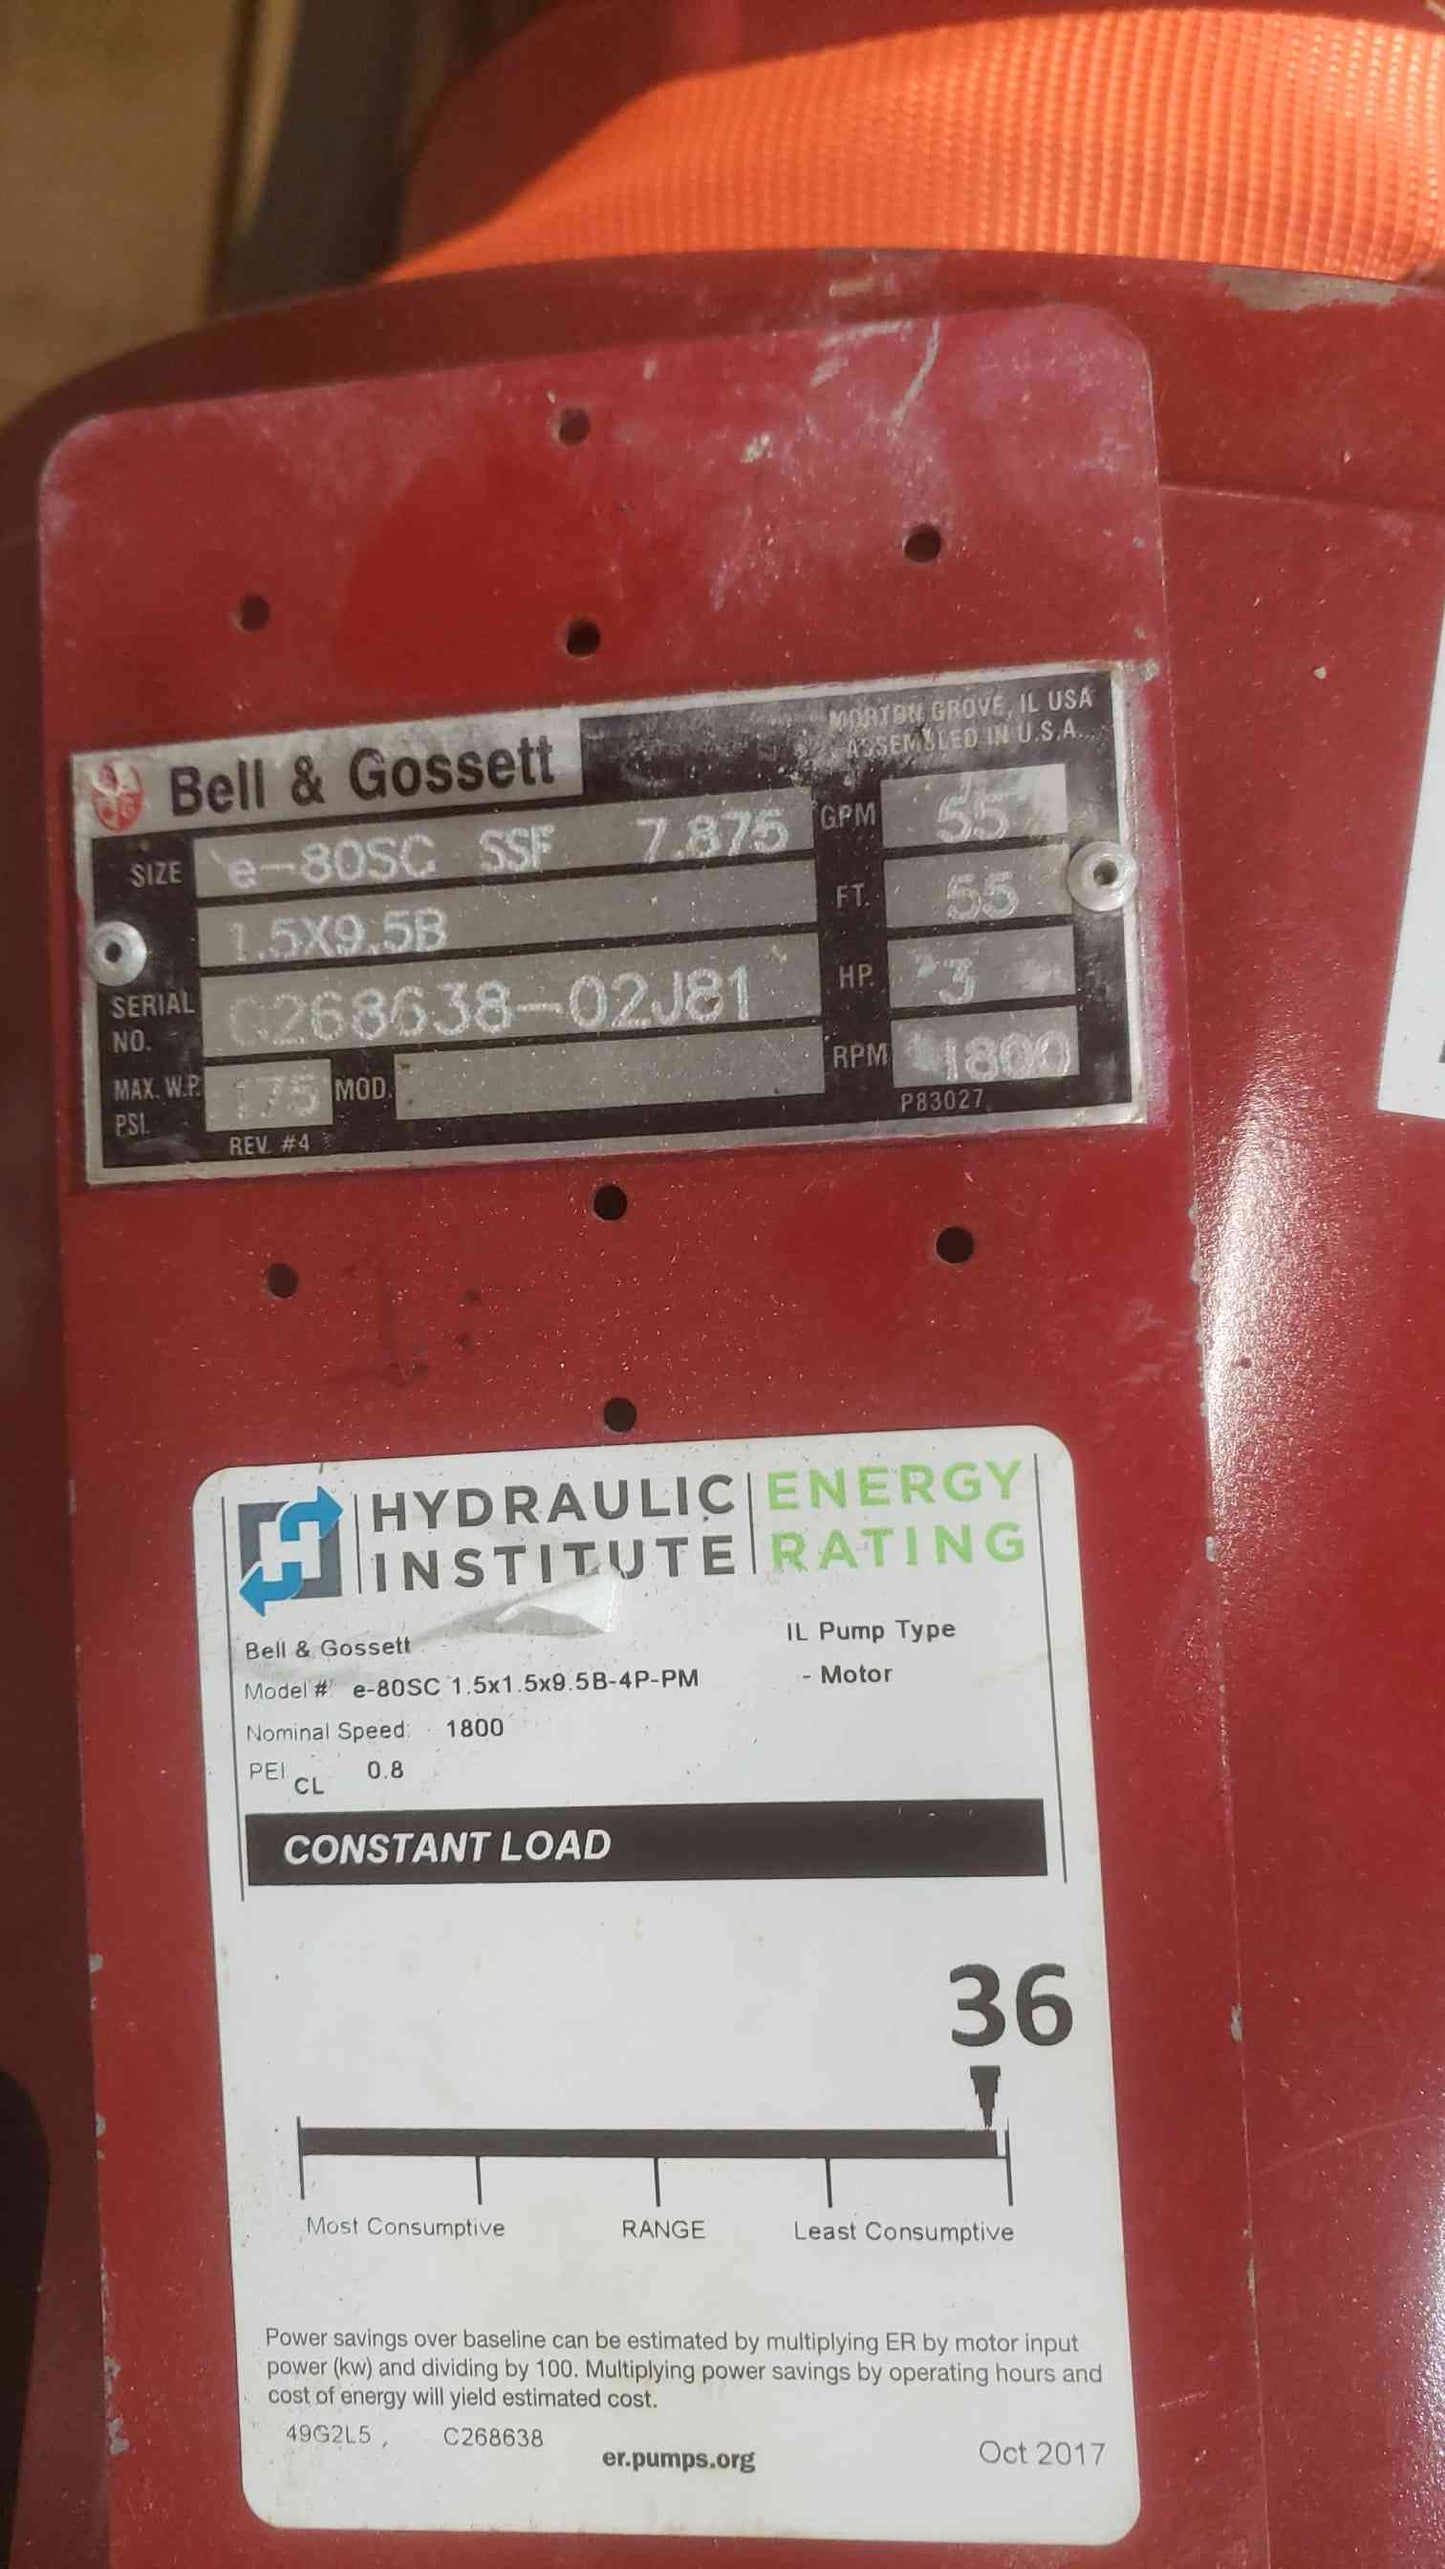 MORTON GROVE, IL USA
ASSEMBLED IN U.S.A.
Bell & Gossett
SIZE e-80SC SSF 7.875
1.5X9.5B
GPM 55
FT. 55
SERIAL NO. C268638-02J81
HP. 3
MAX. W.P. PSI. 175 MOD.
RPM 1800
REV. #4
P83027
HYDRAULIC ENERGY
INSTITUTE RATING
Bell & Gossett IL Pump Type
Model #: e-80SC 1.5x1.5x9.5B-4P-PM - Motor
Nominal Speed: 1800
PEI CL 0.8
CONSTANT LOAD
36
Most Consumptive RANGE Least Consumptive
Power savings over baseline can be estimated by multiplying ER by motor input
power (kw) and dividing by 100. Multiplying power savings by operating hours and
cost of energy will yield estimated cost.
49G2L5 , C268638
er.pumps.org
Oct 2017